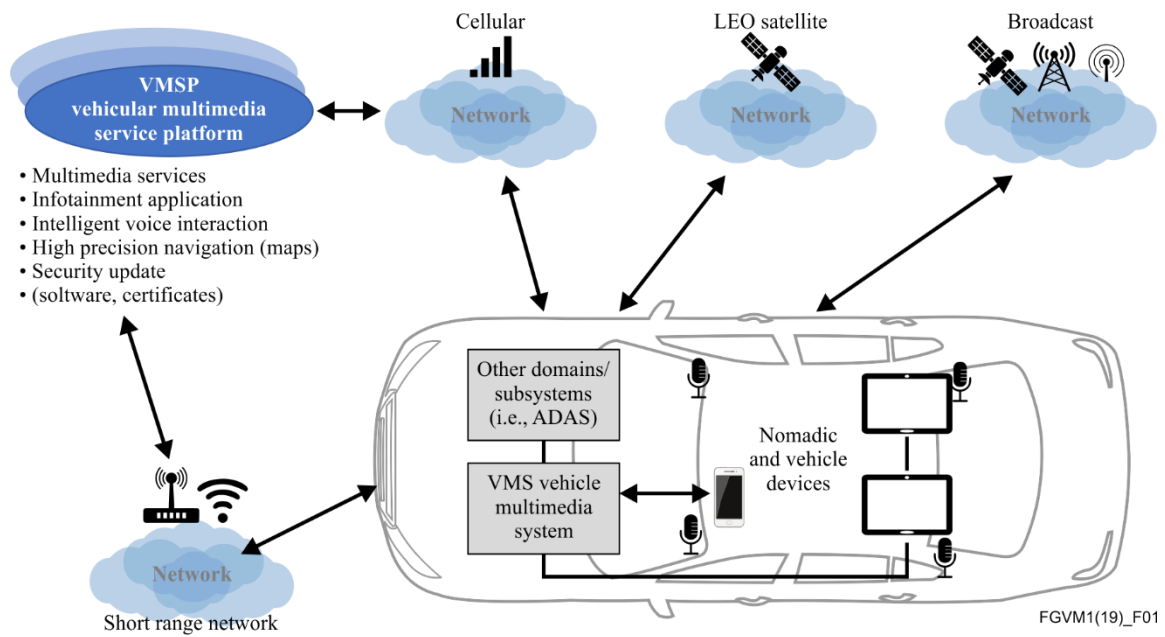 Cellular
LEO satellite
Broadcast
VMSP
vehicular multimedia
service platform
Network
Network
Network
• Multimedia services
• Infotainment application
• Intelligent voice interaction
• High precision navigation (maps)
• Security update
• (soltware, certificates)
Other domains/
subsystems
(i.e., ADAS)
Nomadic
and vehicle
devices
VMS vehicle
multimedia
system
Network
Short range network
FGVM1(19)_F01